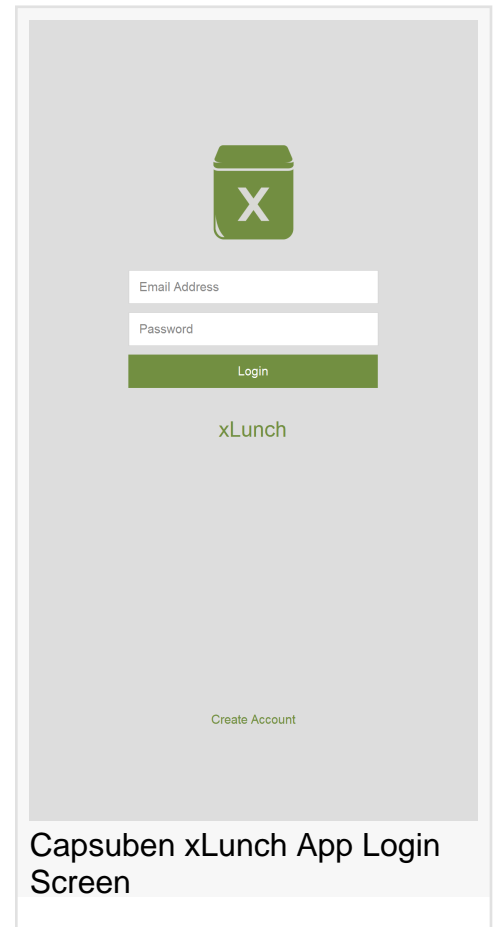 X
Email Address
Password
Login
xLunch
Create Account
Capsuben xLunch App Login
Screen